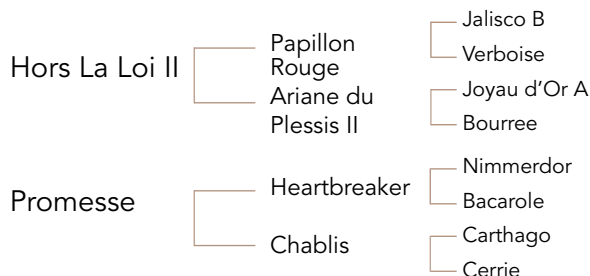 Hors La Loi II
Papillon
Rouge
Ariane du
Plessis II
Jalisco B
Verboise
Joyau d'Or A
Bourree
Promesse
Heartbreaker
Chablis
Nimmerdor
Bacarole
Carthago
Cerrie